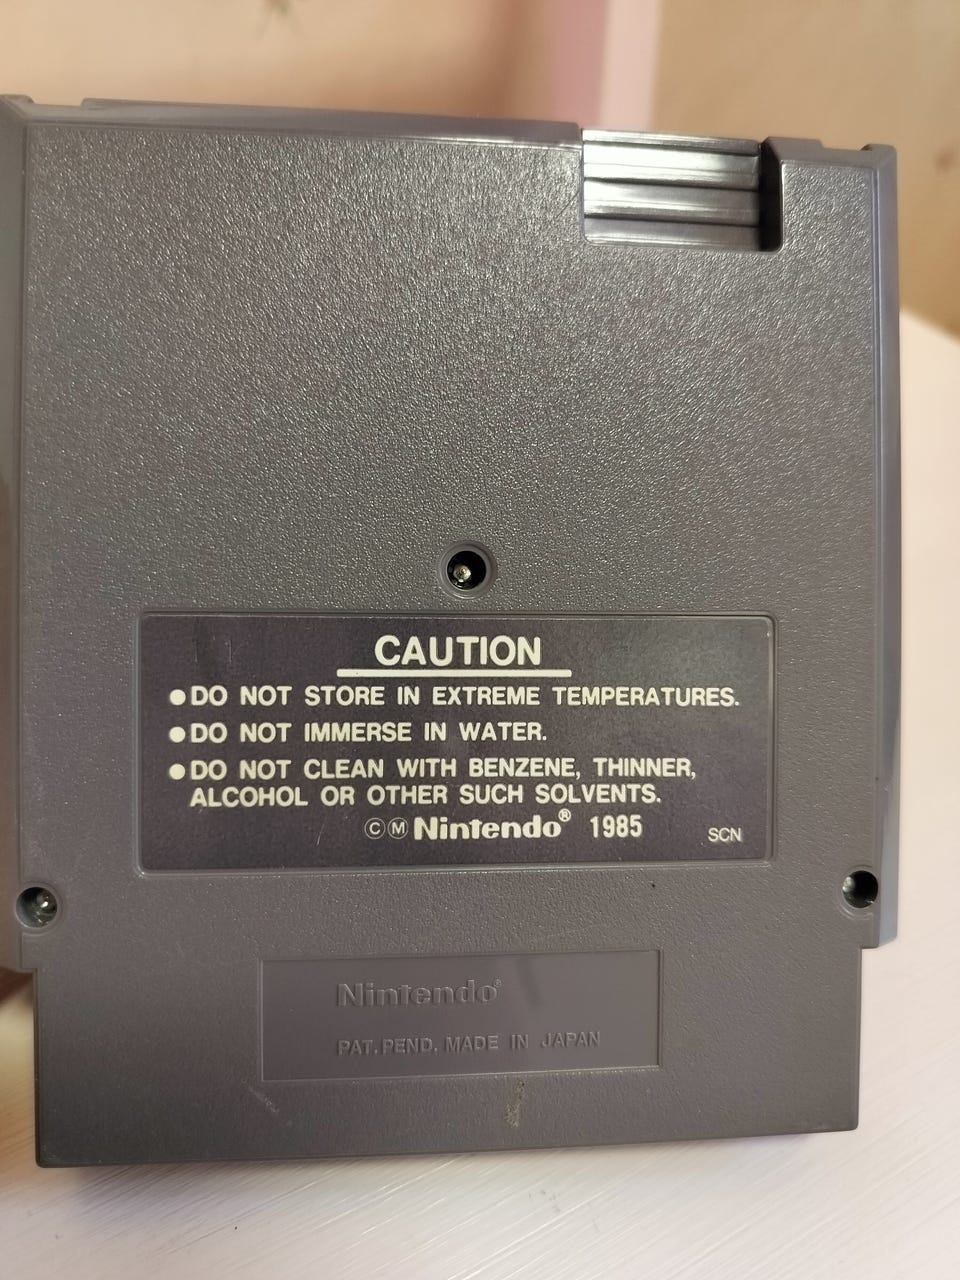 CAUTION
●DO NOT STORE IN EXTREME TEMPERATURES.
●DO NOT IMMERSE IN WATER.
●DO NOT CLEAN WITH BENZENE, THINNER,
ALCOHOL OR OTHER SUCH SOLVENTS.
ⒸⓂNintendo® 1985 SCN
Nintendo®
PAT.PEND. MADE IN JAPAN